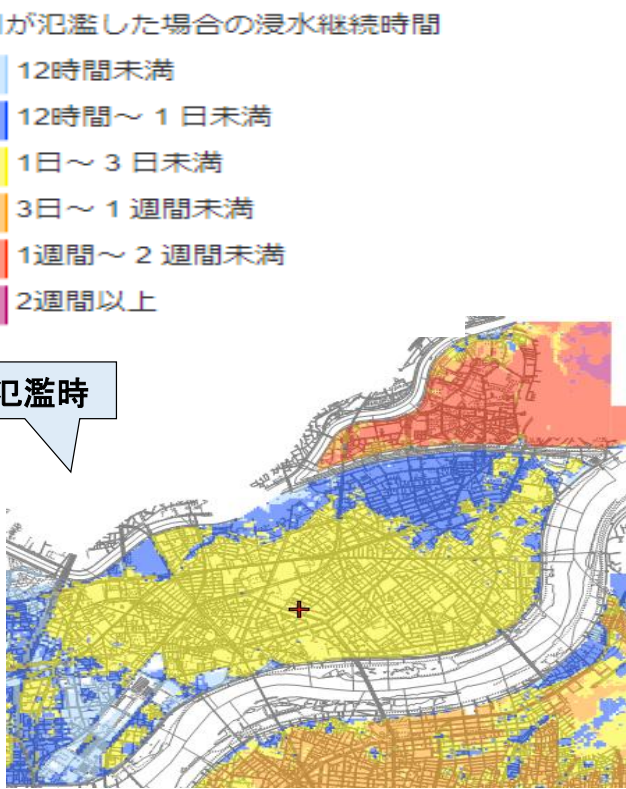 が氾濫した場合の浸水継続時間
12時間未満
12時間～ 1 日未満
1日～ 3 日未満
3日～ 1 週間未満
1週間～ 2 週間未満
2週間以上
氾濫時